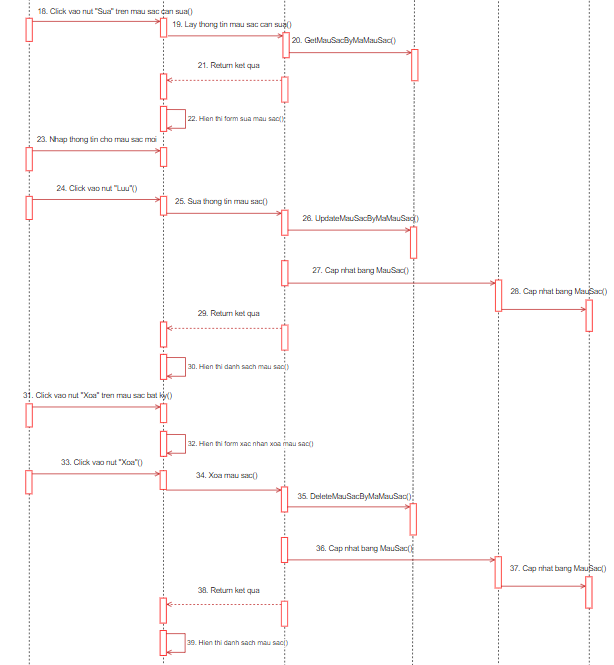 18. Click vao nut "Sua" tren mau sac can sua()
19. Lay thong tin mau sac can sua()
20. GetMauSacByMaMauSac()
21. Return ket qua
22. Hien thi form sua mau sac()
23. Nhap thong tin cho mau sac moi
24. Click vao nut "Luu"()
25. Sua thong tin mau sac()
26. UpdateMauSacByMaMauSac()
27. Cap nhat bang MauSac()
28. Cap nhat bang MauSac()
29. Return ket qua
30. Hien thi danh sach mau sac()
31. Click vao nut "Xoa" tren mau sac bat ky()
32. Hien thi form xac nhan xoa mau sac()
33. Click vao nut "Xoa"()
34. Xoa mau sac()
35. DeleteMauSacByMaMauSac()
36. Cap nhat bang MauSac()
37. Cap nhat bang MauSac()
38. Return ket qua
39. Hien thi danh sach mau sac()